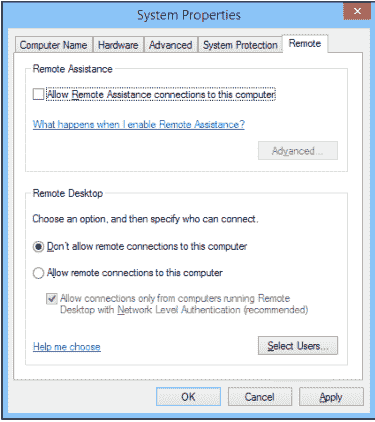 System Properties
Computer Name Hardware Advanced System Protection Remote
Remote Assistance
Allow Remote Assistance connections to this computer
What happens when I enable Remote Assistance?
Advanced...
Remote Desktop
Choose an option, and then specify who can connect.
Don't allow remote connections to this computer
Allow remote connections to this computer
Allow connections only from computers running Remote
Desktop with Network Level Authentication (recommended)
Help me choose
Select Users...
OK Cancel Apply